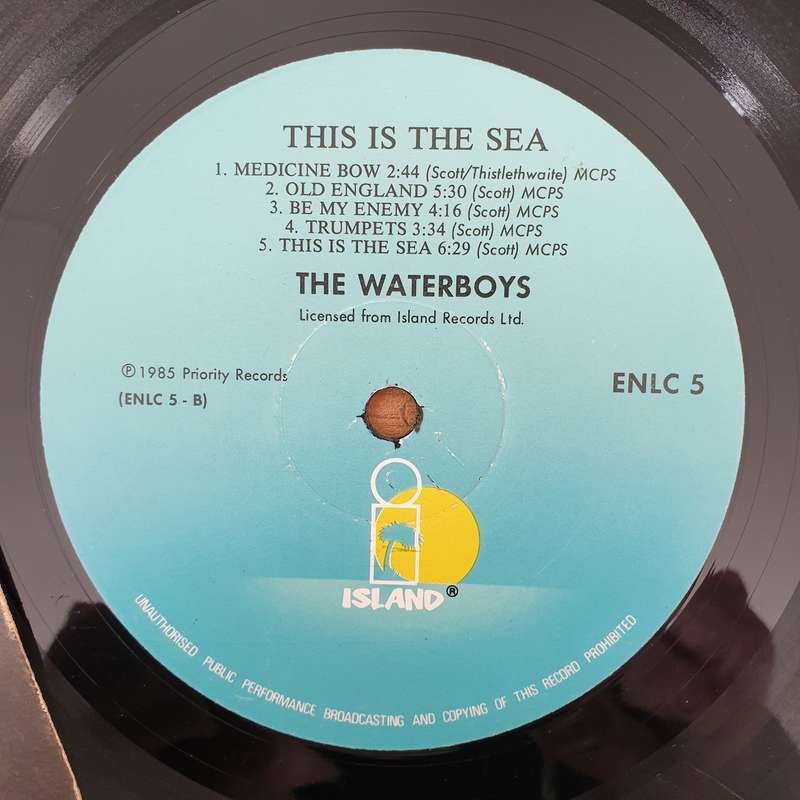 THIS IS THE SEA
1. MEDICINE BOW 2:44 (Scott/Thistlethwaite) MCPS
2. OLD ENGLAND 5:30 (Scott) MCPS
3. BE MY ENEMY 4:16 (Scott) MCPS
4. TRUMPETS 3:34 (Scott) MCPS
5. THIS IS THE SEA 6:29 (Scott) MCPS
THE WATERBOYS
Licensed from Island Records Ltd.
℗ 1985 Priority Records
(ENLC 5 - B)
ENLC 5
ISLAND®
UNAUTHORISED PUBLIC PERFORMANCE BROADCASTING AND COPYING OF THIS RECORD PROHIBITED